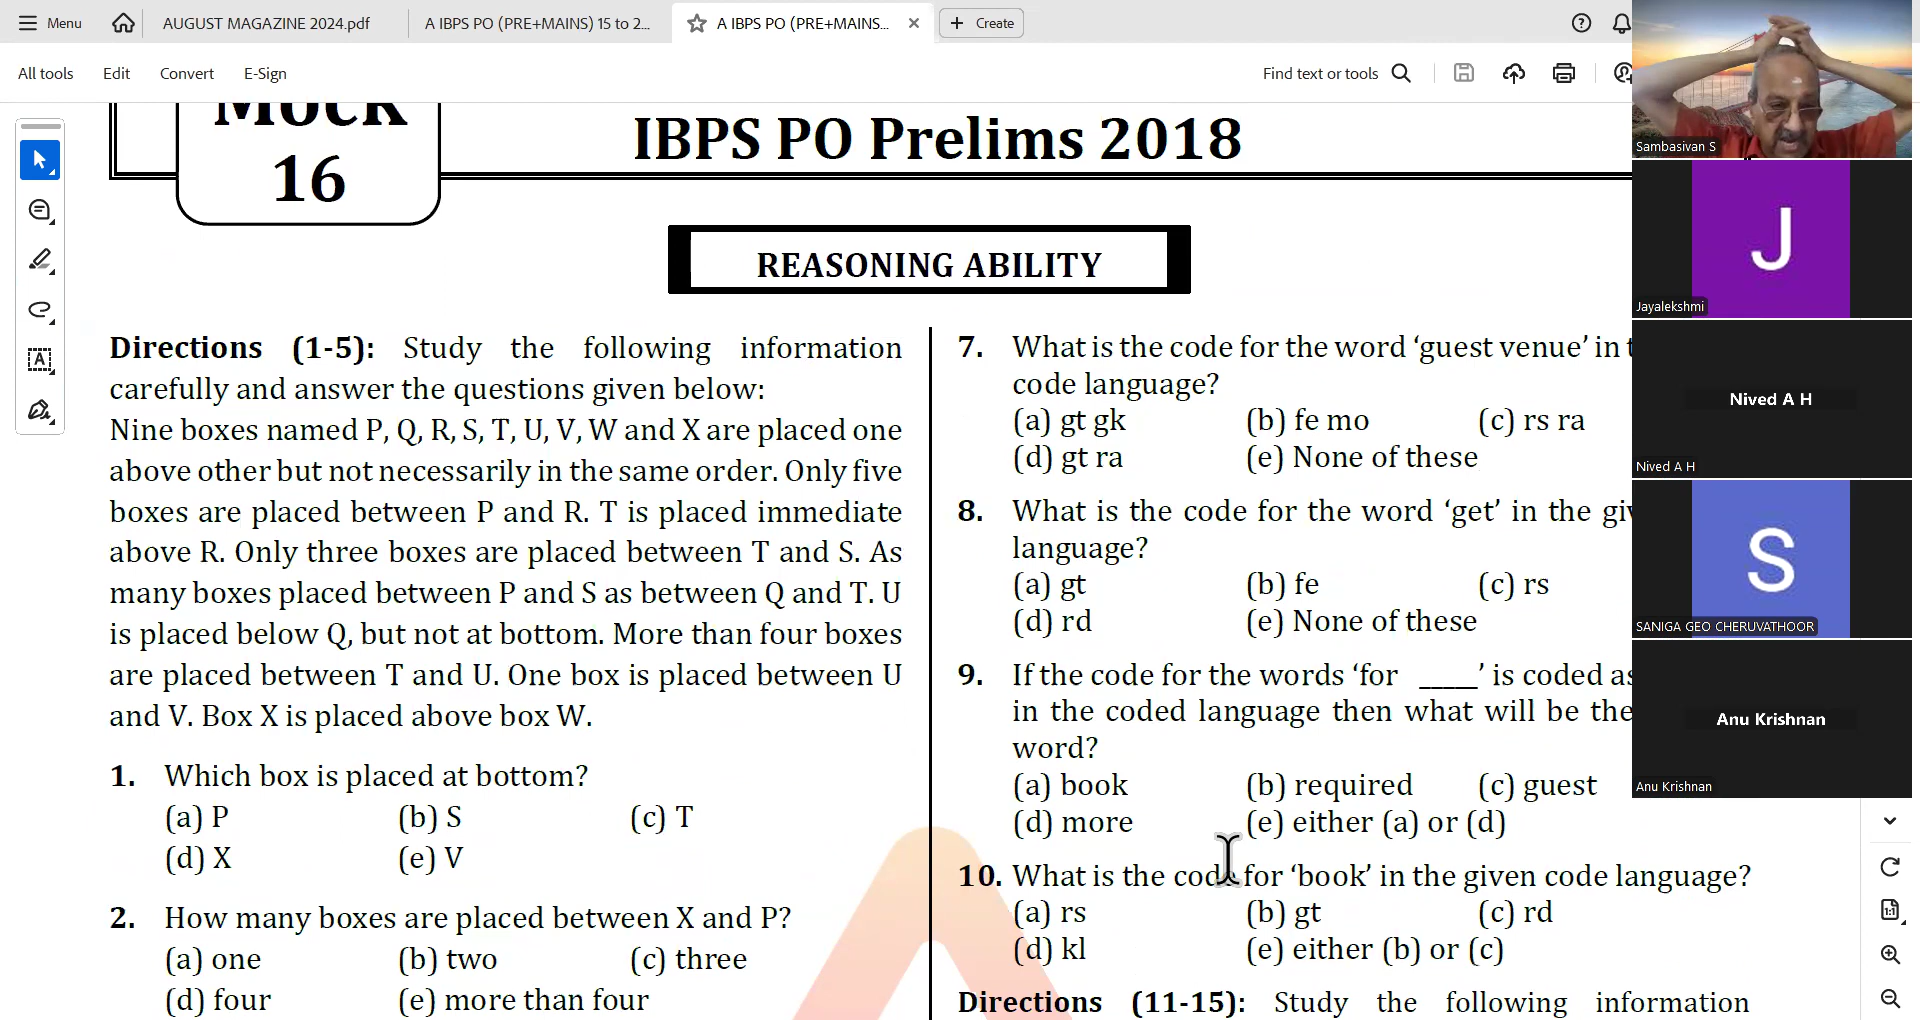 Menu
AUGUST MAGAZINE 2024.pdf
A IBPS PO (PRE+MAINS) 15 to 2...
A IBPS PO (PRE+MAINS...
Create
All tools
Edit
Convert
E-Sign
Find text or tools
Mock
16
IBPS PO Prelims 2018
REASONING ABILITY
Directions (1-5): Study the following information
carefully and answer the questions given below:
Nine boxes named P, Q, R, S, T, U, V, W and X are placed one
above other but not necessarily in the same order. Only five
boxes are placed between P and R. T is placed immediate
above R. Only three boxes are placed between T and S. As
many boxes placed between P and S as between Q and T. U
is placed below Q, but not at bottom. More than four boxes
are placed between T and U. One box is placed between U
and V. Box X is placed above box W.
1. Which box is placed at bottom?
(a) P (b) S (c) T
(d) X (e) V
2. How many boxes are placed between X and P?
(a) one (b) two (c) three
(d) four (e) more than four
7. What is the code for the word ‘guest venue’ in
code language?
(a) gt gk (b) fe mo (c) rs ra
(d) gt ra (e) None of these
8. What is the code for the word ‘get’ in the
language?
(a) gt (b) fe (c) rs
(d) rd (e) None of these
9. If the code for the words ‘for _____’ is coded as
in the coded language then what will be the
word?
(a) book (b) required (c) guest
(d) more (e) either (a) or (d)
10. What is the code for ‘book’ in the given code language?
(a) rs (b) gt (c) rd
(d) kl (e) either (b) or (c)
Directions (11-15): Study the following information
Sambasivan S
J
Jayalekshmi
Nived A H
Nived A H
S
SANIGA GEO CHERUVATHOOR
Anu Krishnan
Anu Krishnan